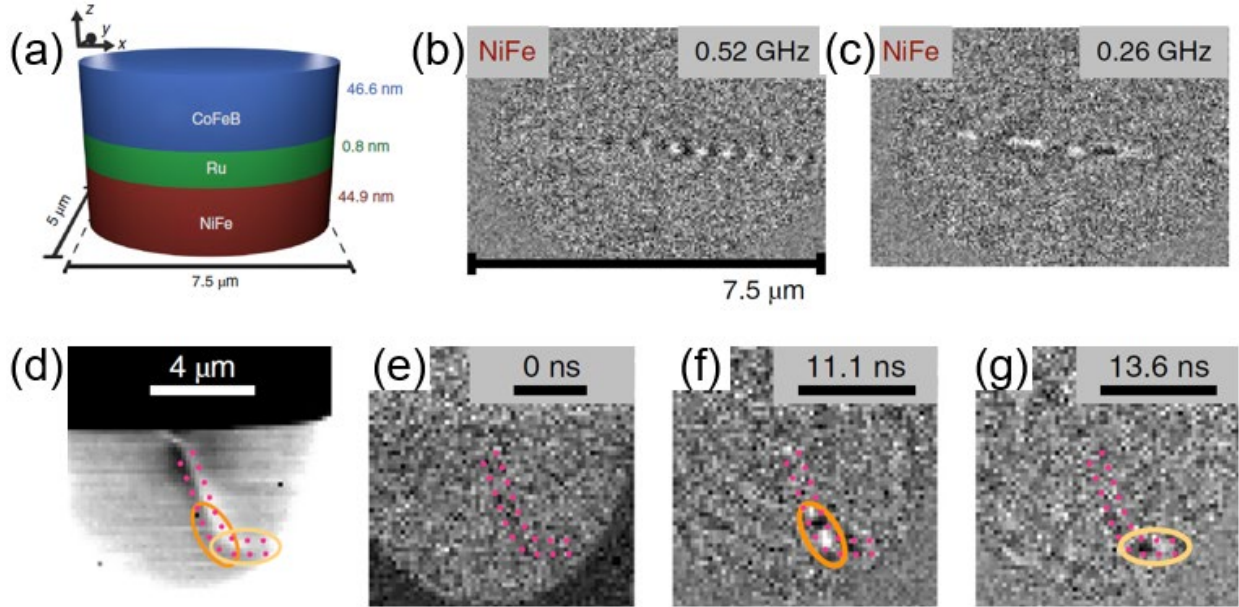 (a)
z
y
x
CoFeB
46.6 nm
Ru
0.8 nm
NiFe
44.9 nm
5 μm
7.5 μm
(b)
NiFe
0.52 GHz
7.5 μm
(c)
NiFe
0.26 GHz
(d)
4 μm
(e)
0 ns
(f)
11.1 ns
(g)
13.6 ns